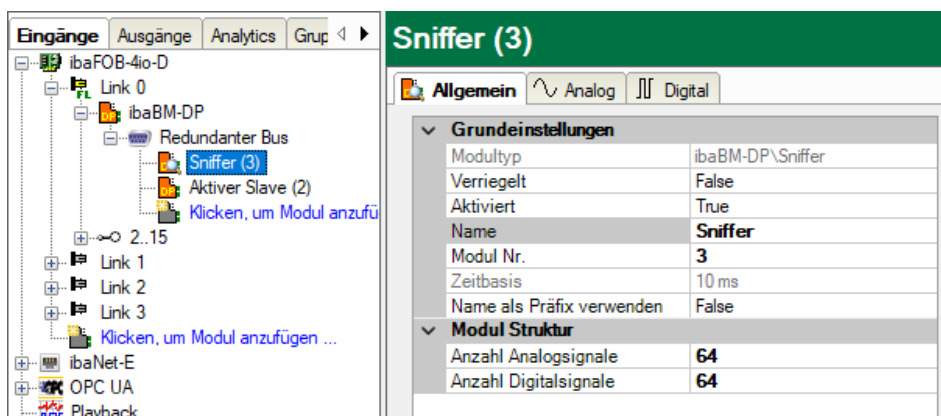 Eingänge Ausgänge Analytics Grup
ibaFOB-4io-D
Link 0
ibaBM-DP
Redundanter Bus
Sniffer (3)
Aktiver Slave (2)
Klicken, um Modul anzufü
2..15
Link 1
Link 2
Link 3
Klicken, um Modul anzufügen ...
ibaNet-E
OPC UA
Playback
Sniffer (3)
Allgemein Analog Digital
Grundeinstellungen
Modultyp ibaBM-DP\Sniffer
Verriegelt False
Aktiviert True
Name Sniffer
Modul Nr. 3
Zeitbasis 10 ms
Name als Präfix verwenden False
Modul Struktur
Anzahl Analogsignale 64
Anzahl Digitalsignale 64